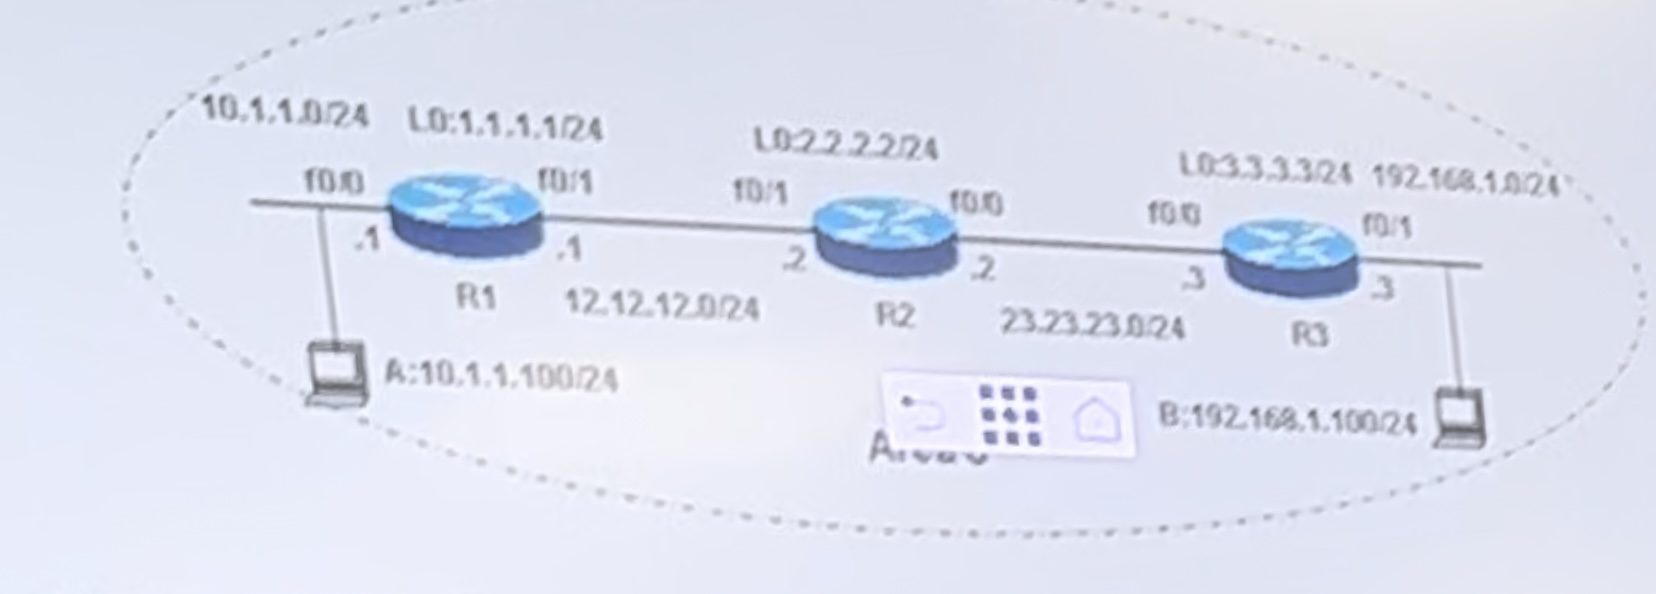 10.1.1.0/24 L0:1.1.1.1/24
L0:2.2.2.2/24
L0:3.3.3.3/24 192.168.1.0/24
f0/0 f0/1
f0/1 f0/0
f0/0 f0/1
.1 .1
.2 .2
.3 .3
R1 12.12.12.0/24
R2 23.23.23.0/24
R3
A:10.1.1.100/24
B:192.168.1.100/24